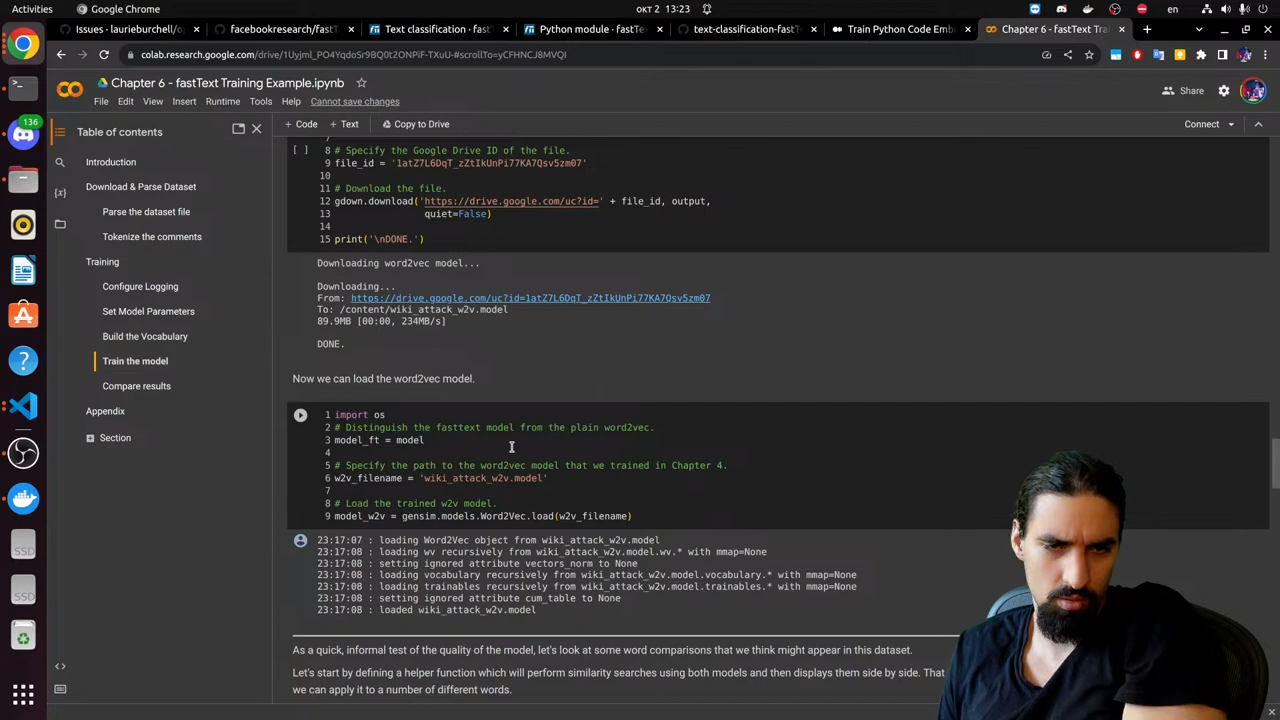 Activities
Google Chrome
окт 2 13:23
en
Issues · lauriebur­chell/op
facebookresearch/fastT
Text classification · fastT
Python module · fastTex
text-classification-fastTe
Train Python Code Emb
Chapter 6 - fastText Trai
colab.research.google.com/drive/1Uyjml_PO4YqdoSr9BQ0t2ONPiF-TXuU-#scrollTo=yCFHNCJ8MVQI
Chapter 6 - fastText Training Example.ipynb
File Edit View Insert Runtime Tools Help Cannot save changes
Share
+ Code + Text Copy to Drive
Connect
Table of contents
Introduction
Download & Parse Dataset
Parse the dataset file
Tokenize the comments
Training
Configure Logging
Set Model Parameters
Build the Vocabulary
Train the model
Compare results
Appendix
Section
136
7
[ ] 8 # Specify the Google Drive ID of the file.
9 file_id = '1atZ7L6DqT_zZtIkUnPi77KA7Qsv5zm07'
10
11 # Download the file.
12 gdown.download('https://drive.google.com/uc?id=' + file_id, output,
13 quiet=False)
14
15 print('\nDONE.')
Downloading word2vec model...
Downloading...
From: https://drive.google.com/uc?id=1atZ7L6DqT_zZtIkUnPi77KA7Qsv5zm07
To: /content/wiki_attack_w2v.model
89.9MB [00:00, 234MB/s]
DONE.
Now we can load the word2vec model.
1 import os
2 # Distinguish the fasttext model from the plain word2vec.
3 model_ft = model
4
5 # Specify the path to the word2vec model that we trained in Chapter 4.
6 w2v_filename = 'wiki_attack_w2v.model'
7
8 # Load the trained w2v model.
9 model_w2v = gensim.models.Word2Vec.load(w2v_filename)
23:17:07 : loading Word2Vec object from wiki_attack_w2v.model
23:17:08 : loading wv recursively from wiki_attack_w2v.model.wv.* with mmap=None
23:17:08 : setting ignored attribute vectors_norm to None
23:17:08 : loading vocabulary recursively from wiki_attack_w2v.model.vocabulary.* with mmap=None
23:17:08 : loading trainables recursively from wiki_attack_w2v.model.trainables.* with mmap=None
23:17:08 : setting ignored attribute cum_table to None
23:17:08 : loaded wiki_attack_w2v.model
As a quick, informal test of the quality of the model, let's look at some word comparisons that we think might appear in this dataset.
Let's start by defining a helper function which will perform similarity searches using both models and then displays them side by side. That
we can apply it to a number of different words.
SSD
SSD